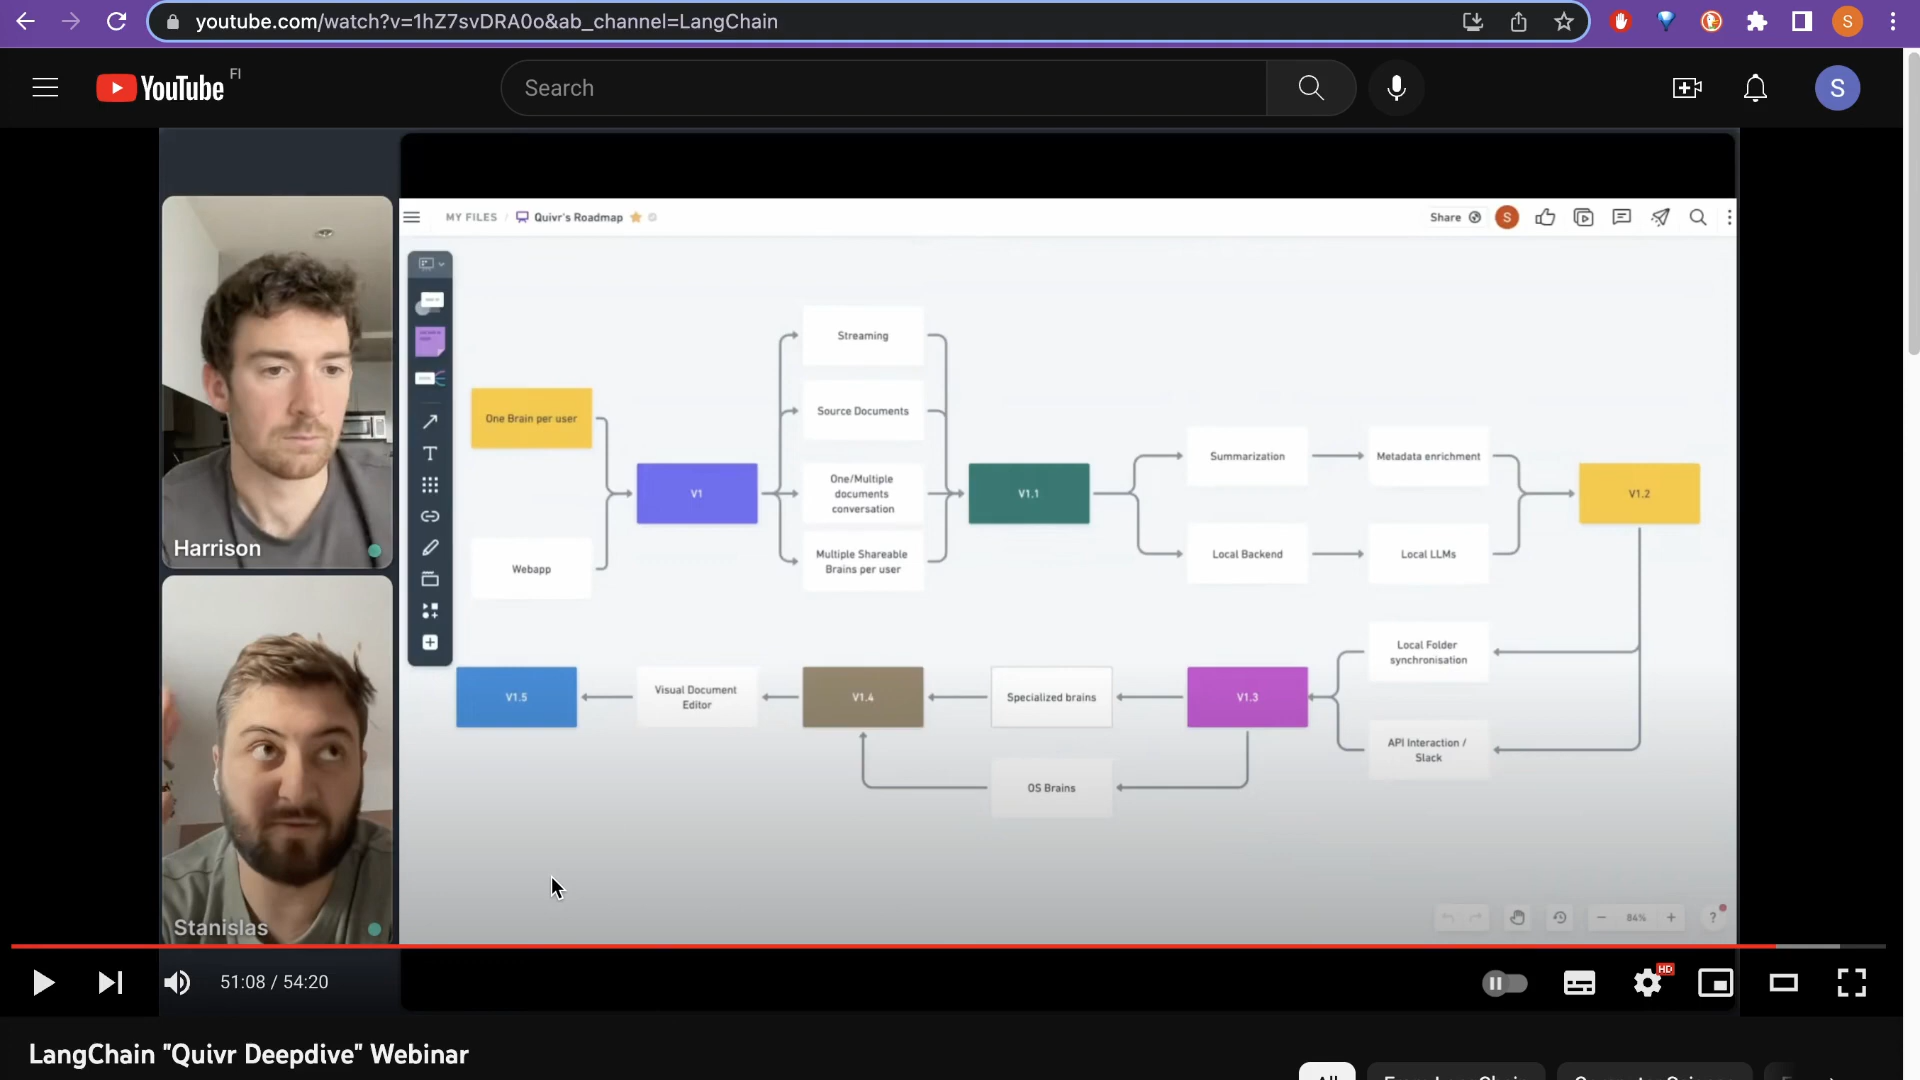 youtube.com/watch?v=1hZ7svDRA0o&ab_channel=LangChain
S
YouTube
FI
Search
S
MY FILES / Quivr's Roadmap
Share
S
Streaming
Source Documents
One Brain per user
One/Multiple
documents
conversation
V1
V1.1
Summarization
Metadata enrichment
V1.2
Multiple Shareable
Brains per user
Local Backend
Local LLMs
Webapp
Local Folder
synchronisation
V1.5
Visual Document
Editor
V1.4
Specialized brains
V1.3
API Interaction /
Slack
OS Brains
84%
?
Harrison
Stanislas
51:08 / 54:20
HD
LangChain "Quivr Deepdive" Webinar
All